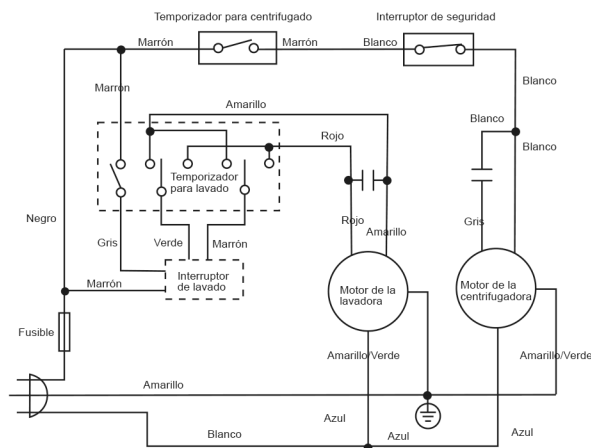 Temporizador para centrifugado
Interruptor de seguridad
Marrón
Marrón
Blanco
Blanco
Marrón
Amarillo
Blanco
Blanco
Rojo
Temporizador
para lavado
Negro
Rojo
Amarillo
Gris
Gris
Verde
Marrón
Interruptor
de lavado
Marrón
Motor de la
lavadora
Motor de la
centrifugadora
Fusible
Amarillo/Verde
Amarillo/Verde
Amarillo
Azul
Azul
Blanco
Azul